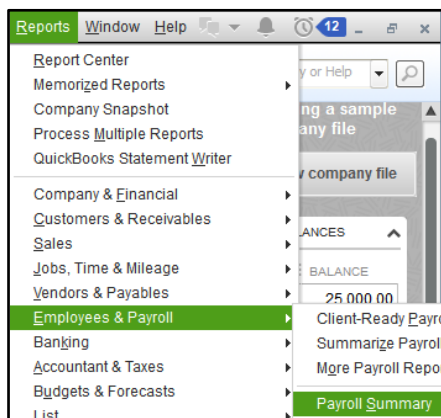 Reports Window Help 12
Report Center
Memorized Reports
Company Snapshot
Process Multiple Reports
QuickBooks Statement Writer
Company & Financial
Customers & Receivables
Sales
Jobs, Time & Mileage
Vendors & Payables
Employees & Payroll
Banking
Accountant & Taxes
Budgets & Forecasts
List
y or Help
ng a sample
any file
company file
ANCES
BALANCE
25,000.00
Client-Ready Payro
Summarize Payroll
More Payroll Repo
Payroll Summary